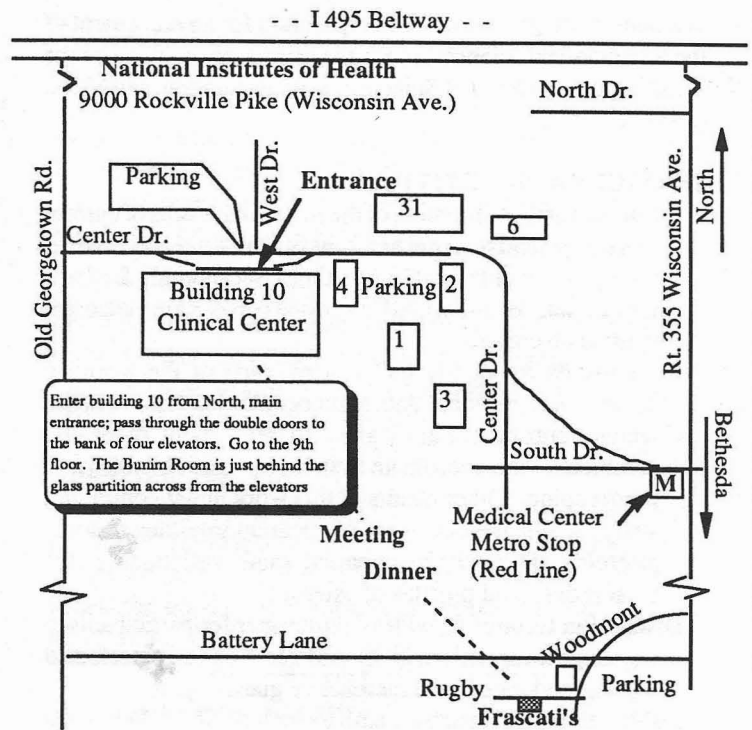 - - I 495 Beltway - -
National Institutes of Health
9000 Rockville Pike (Wisconsin Ave.)
North Dr.
Old Georgetown Rd.
West Dr.
Parking
Entrance
31
6
North
Rt. 355 Wisconsin Ave.
Center Dr.
Building 10
Clinical Center
4
Parking
2
1
3
Center Dr.
Enter building 10 from North, main
entrance; pass through the double doors to
the bank of four elevators. Go to the 9th
floor. The Bunim Room is just behind the
glass partition across from the elevators
South Dr.
M
Bethesda
Medical Center
Metro Stop
(Red Line)
Meeting
Dinner
Battery Lane
Woodmont
Rugby
Parking
Frascati's